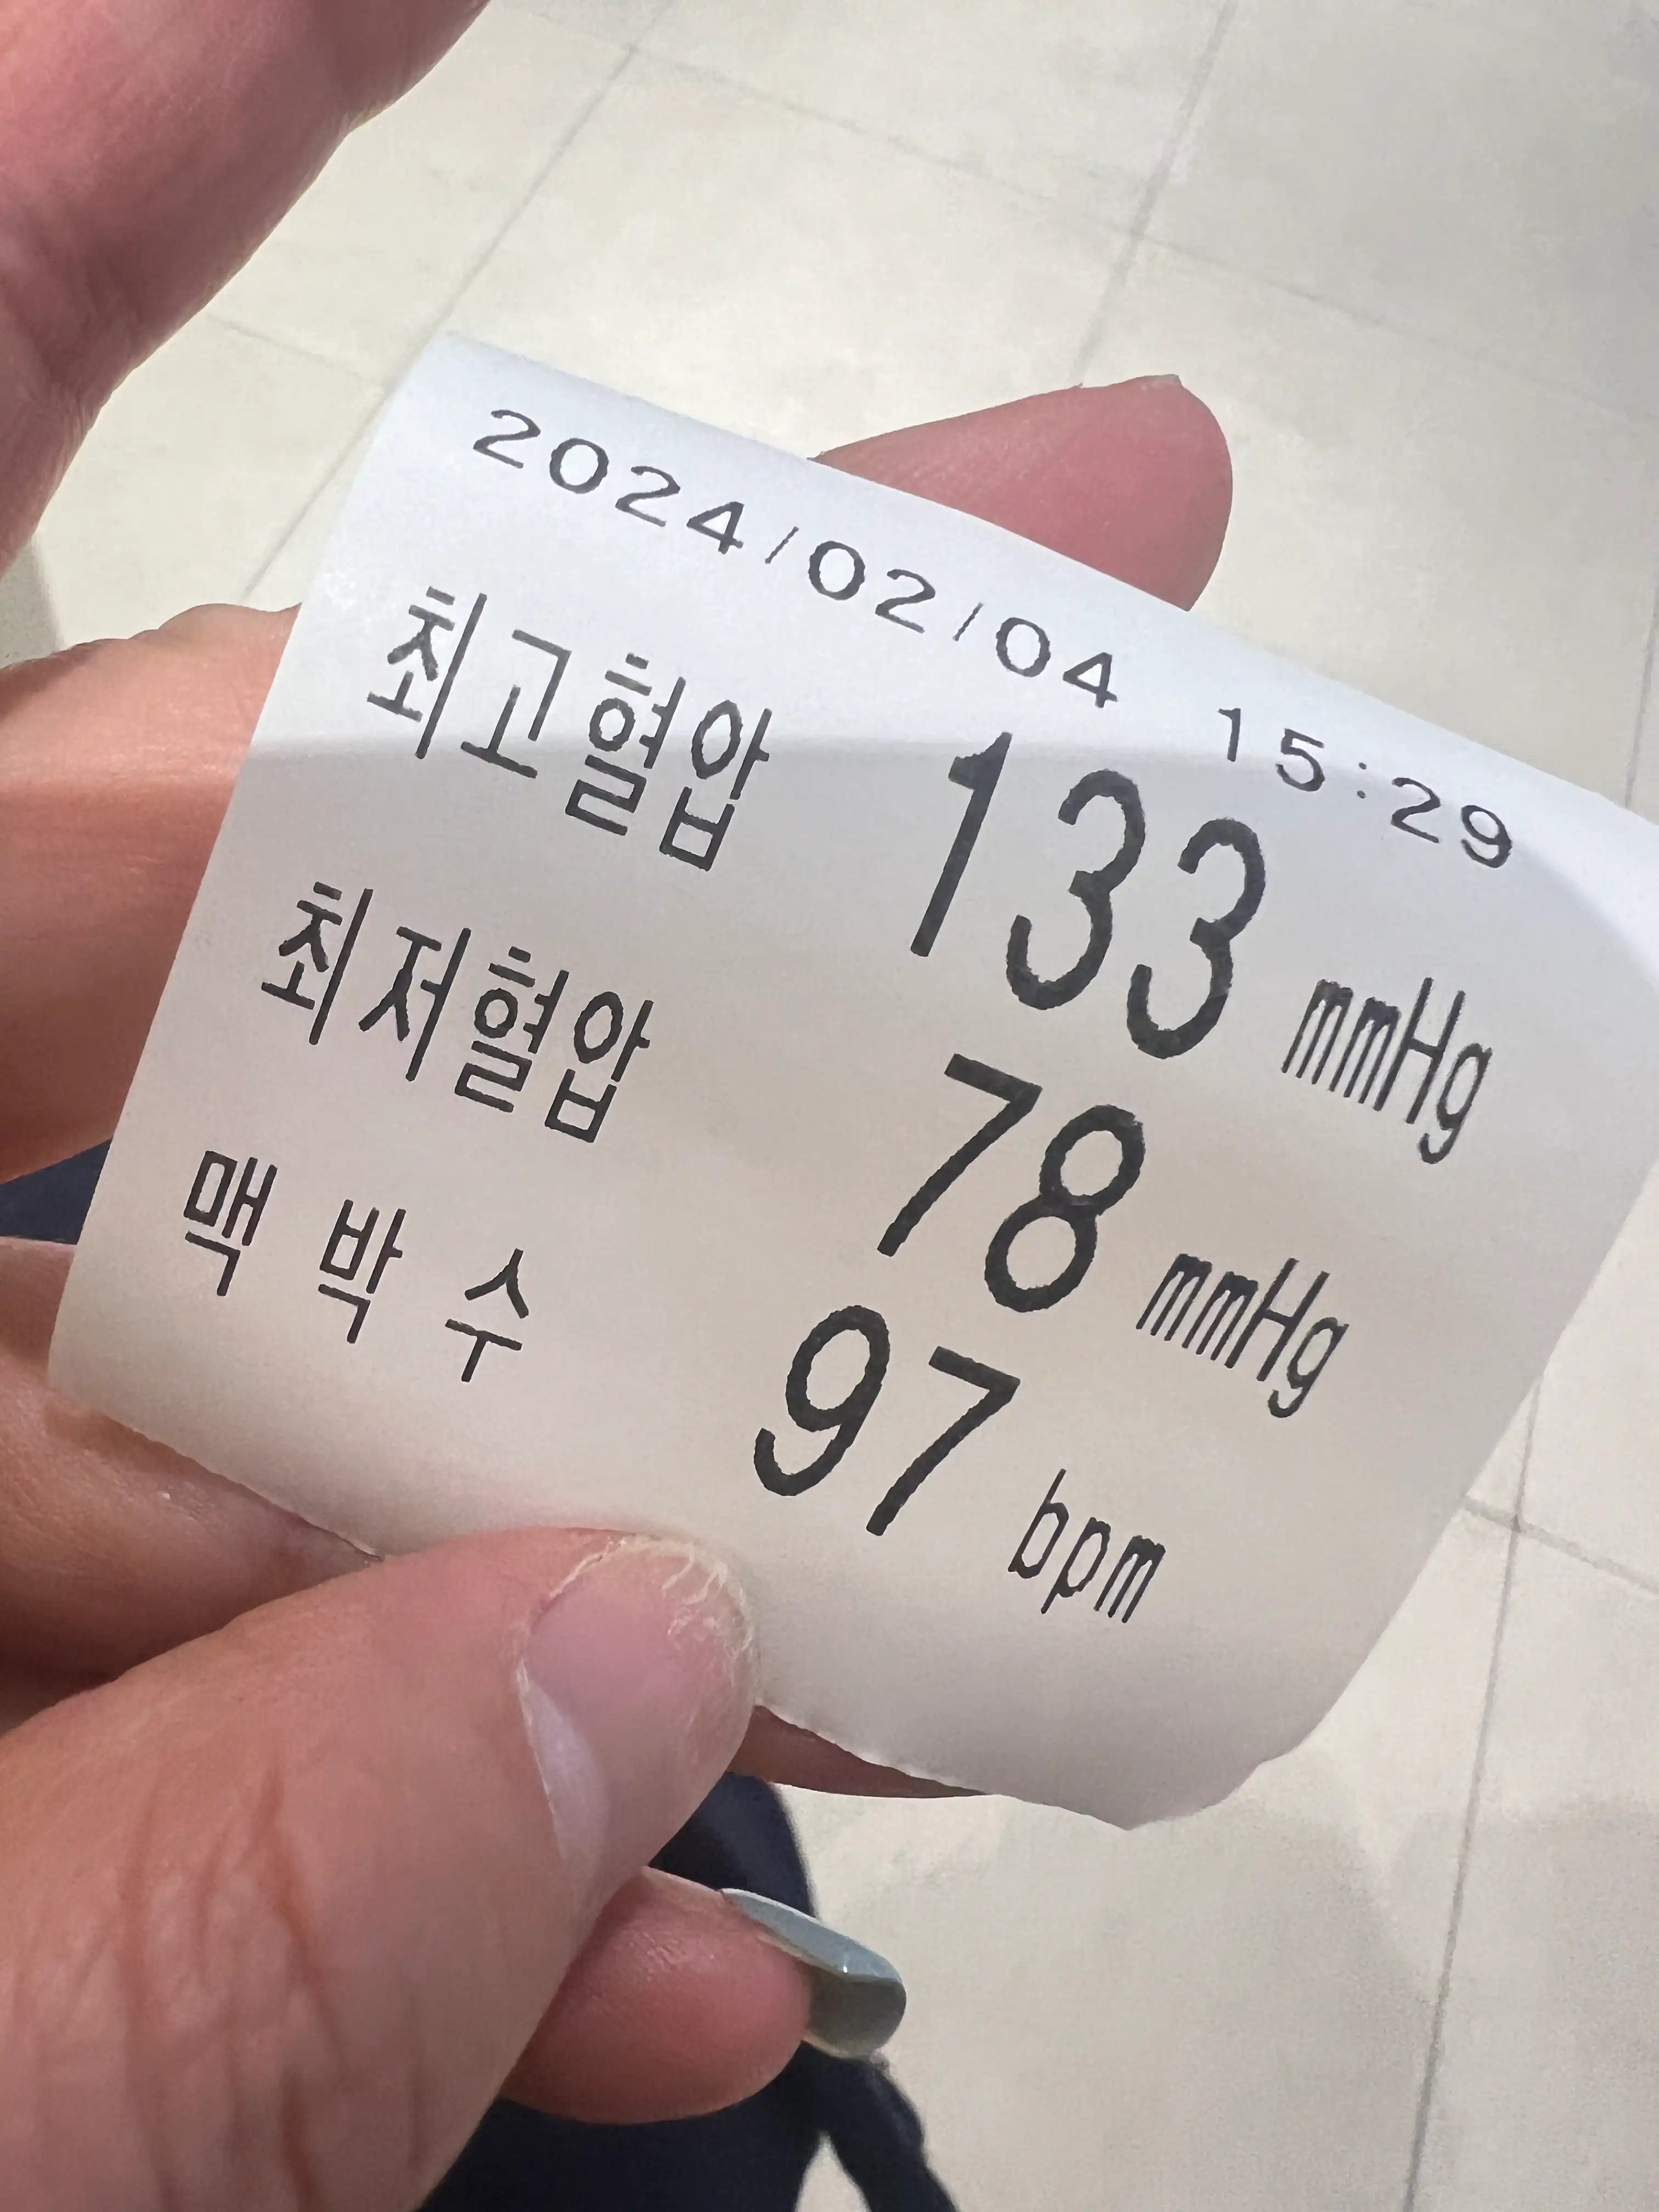 2024/02/04 15:29
최고혈압 133 mmHg
최저혈압 78 mmHg
맥 박 수 97 bpm